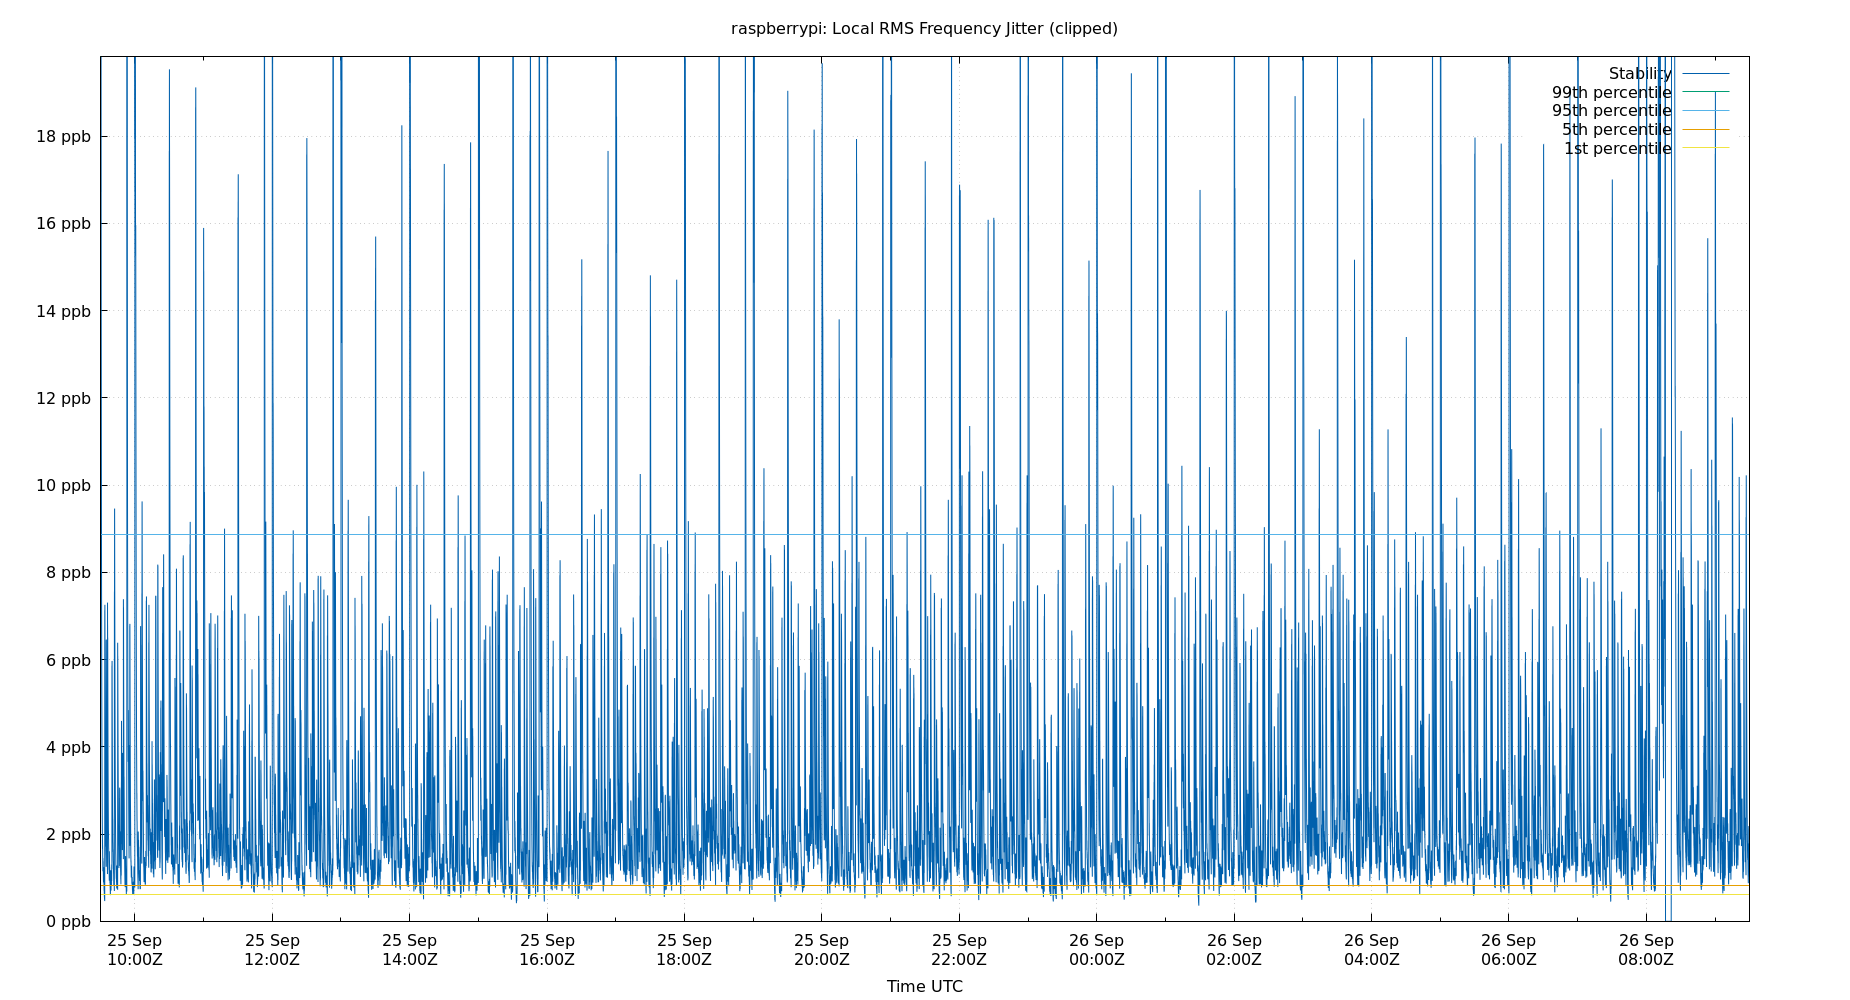 raspberrypi: Local RMS Frequency Jitter (clipped)
Stability
99th percentile
95th percentile
5th percentile
1st percentile
18 ppb
16 ppb
14 ppb
12 ppb
10 ppb
8 ppb
6 ppb
4 ppb
2 ppb
0 ppb
25 Sep 25 Sep 25 Sep 25 Sep 25 Sep 25 Sep 25 Sep 26 Sep 26 Sep 26 Sep 26 Sep 26 Sep
10:00Z 12:00Z 14:00Z 16:00Z 18:00Z 20:00Z 22:00Z 00:00Z 02:00Z 04:00Z 06:00Z 08:00Z
Time UTC